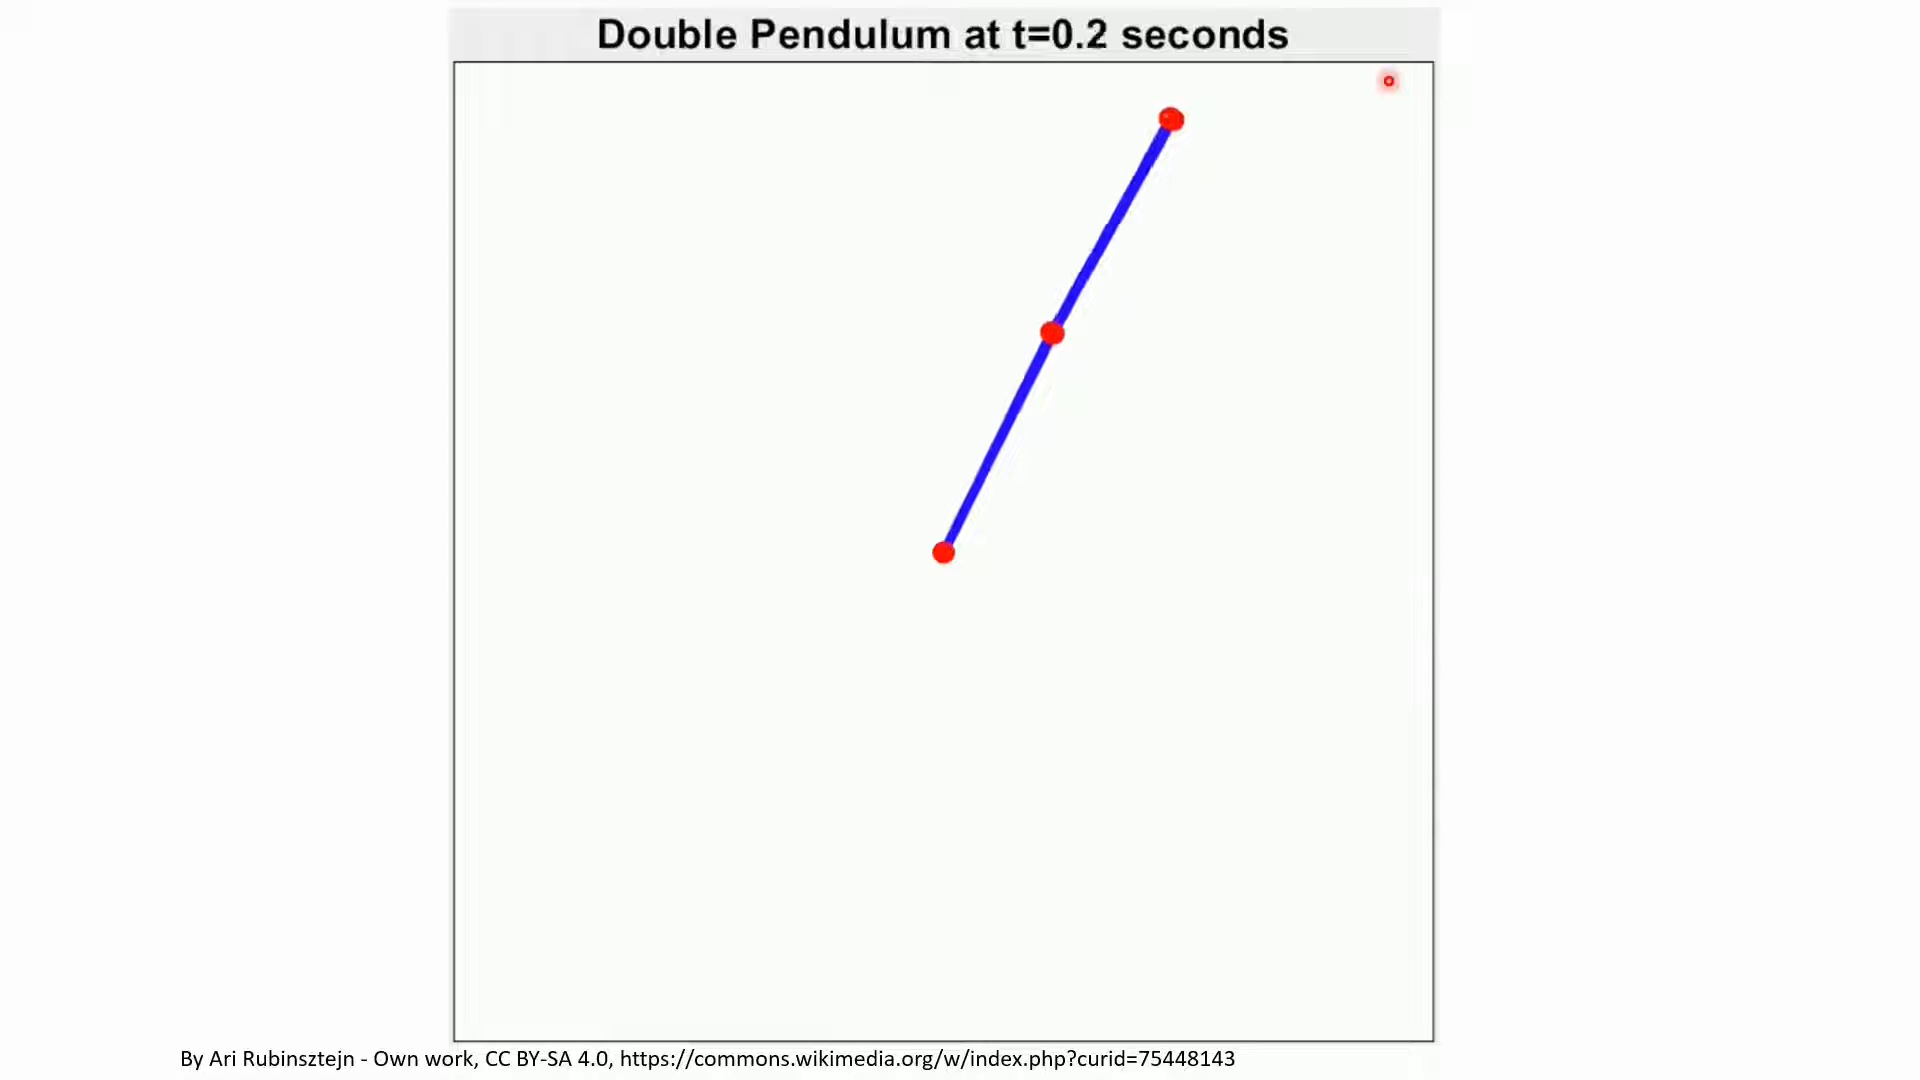 Double Pendulum at t=0.2 seconds
By Ari Rubinsztejn - Own work, CC BY-SA 4.0, https://commons.wikimedia.org/w/index.php?curid=75448143